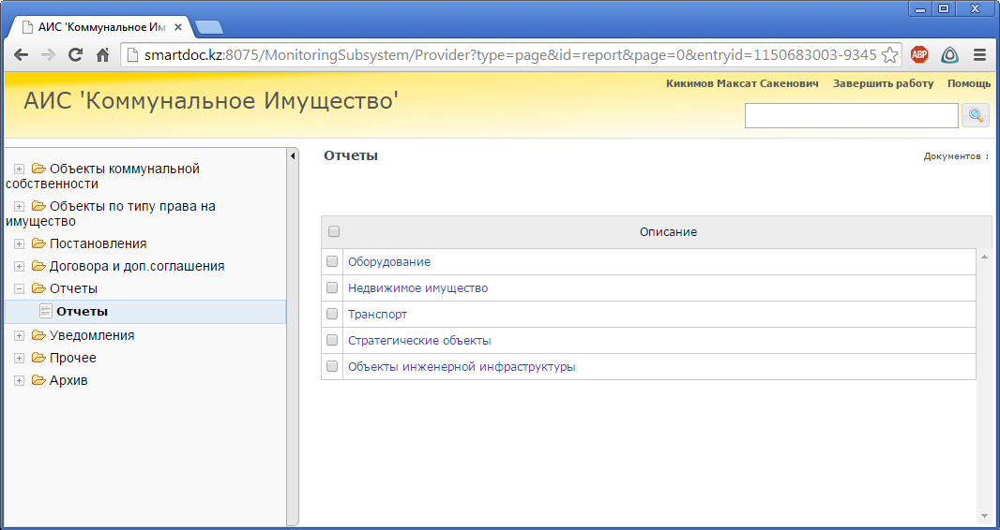 АИС 'Коммунальное Им
smartdoc.kz:8075/MonitoringSubsystem/Provider?type=page&id=report&page=0&entryid=1150683003-9345
ABP
АИС 'Коммунальное Имущество'
Кикимов Максат Сакенович Завершить работу Помощь
Объекты коммунальной
собственности
Объекты по типу права на
имущество
Постановления
Договора и доп.соглашения
Отчеты
Отчеты
Уведомления
Прочее
Архив
Отчеты
Документов :
Описание
Оборудование
Недвижимое имущество
Транспорт
Стратегические объекты
Объекты инженерной инфраструктуры